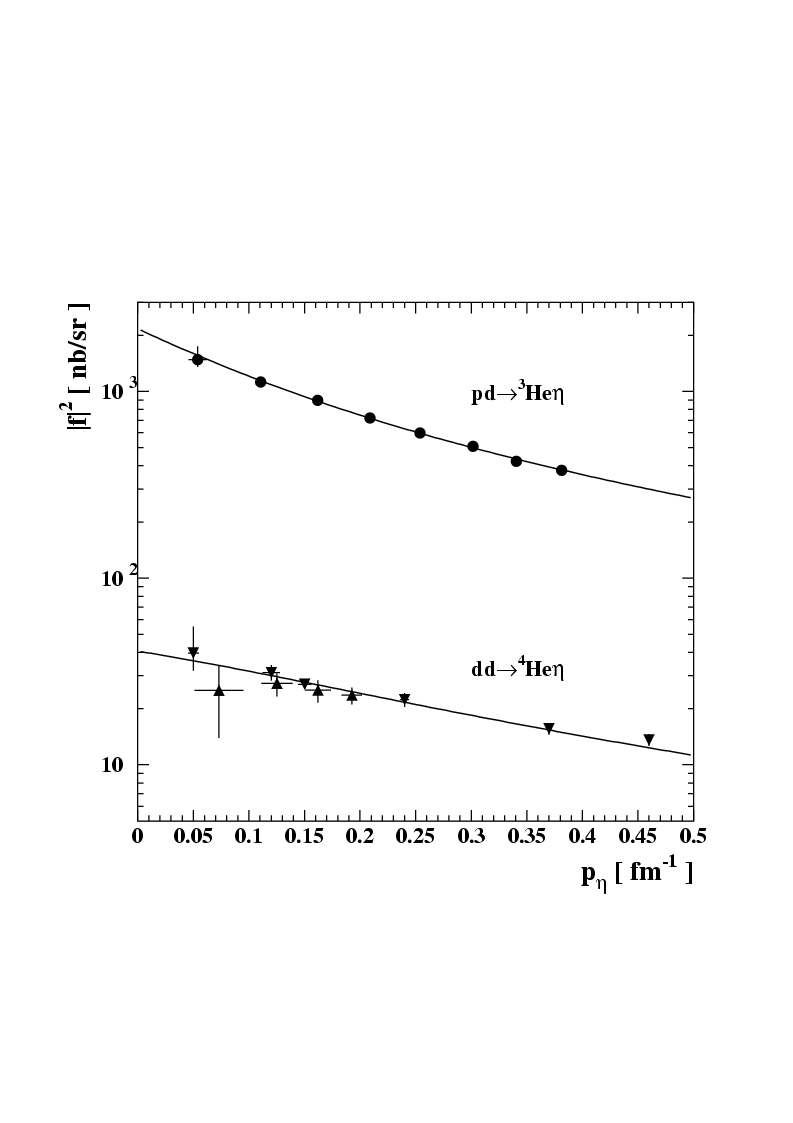 |f|² [ nb/sr ]
10³
pd→³Heη
10²
dd→⁴Heη
10
0 0.05 0.1 0.15 0.2 0.25 0.3 0.35 0.4 0.45 0.5
pη [ fm⁻¹ ]